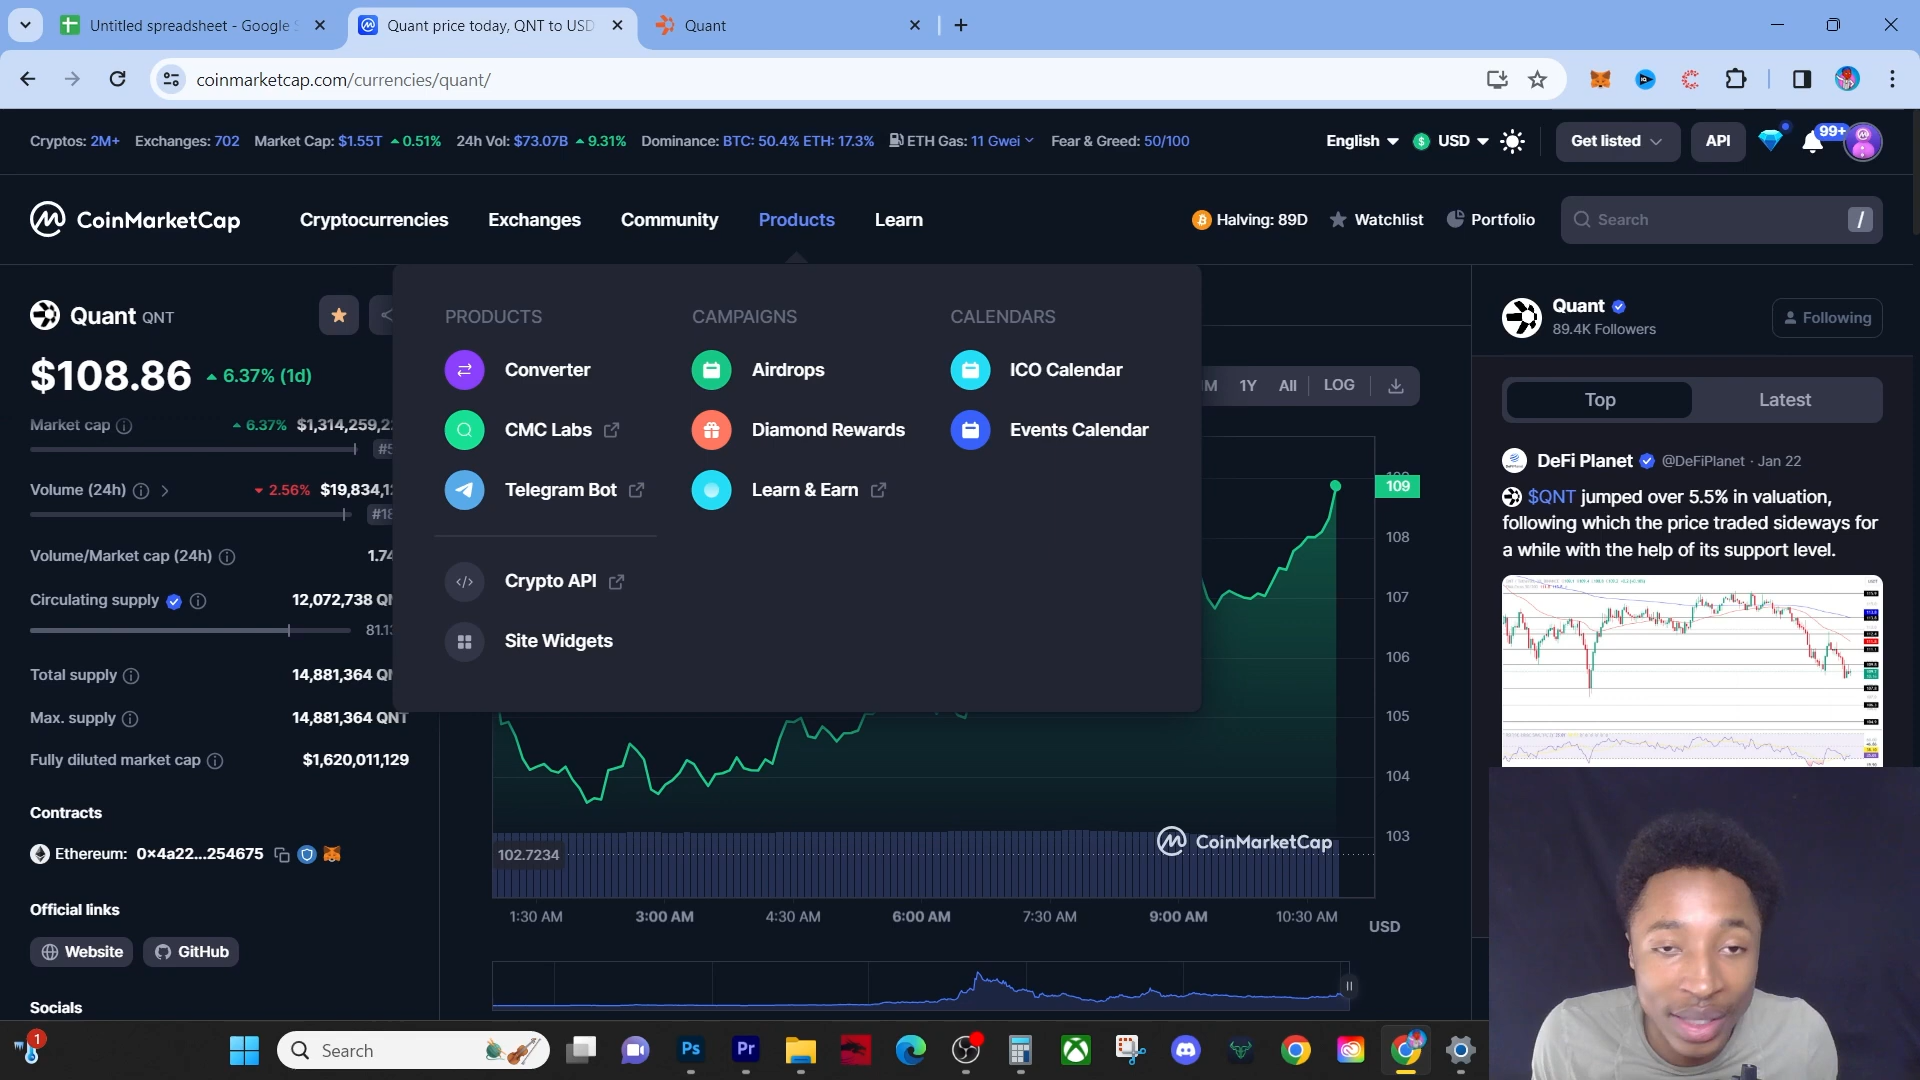 Untitled spreadsheet - Google S
Quant price today, QNT to USD
Quant
coinmarketcap.com/currencies/quant/
Cryptos: 2M+ Exchanges: 702 Market Cap: $1.55T 0.51% 24h Vol: $73.07B 9.31% Dominance: BTC: 50.4% ETH: 17.3% ETH Gas: 11 Gwei Fear & Greed: 50/100
English $ USD Get listed API 99+
CoinMarketCap Cryptocurrencies Exchanges Community Products Learn Halving: 89D Watchlist Portfolio Search /
Quant QNT
$108.86 6.37% (1d)
Market cap 6.37% $1,314,259,2
Volume (24h) 2.56% $19,834,1
#18
Volume/Market cap (24h) 1.74
Circulating supply 12,072,738
81.1
Total supply 14,881,364
Max. supply 14,881,364 QNT
Fully diluted market cap $1,620,011,129
Contracts
Ethereum: 0x4a22...254675
Official links
Website GitHub
Socials
PRODUCTS
Converter
CMC Labs
Telegram Bot
Crypto API
Site Widgets
CAMPAIGNS
Airdrops
Diamond Rewards
Learn & Earn
CALENDARS
ICO Calendar
Events Calendar
1Y All LOG
109
108
107
106
105
104
103
102.7234
CoinMarketCap
1:30 AM 3:00 AM 4:30 AM 6:00 AM 7:30 AM 9:00 AM 10:30 AM
USD
Quant
89.4K Followers
Following
Top Latest
DeFi Planet @DeFiPlanet · Jan 22
$QNT jumped over 5.5% in valuation,
following which the price traded sideways for
a while with the help of its support level.
1
Search
Ps
Pr